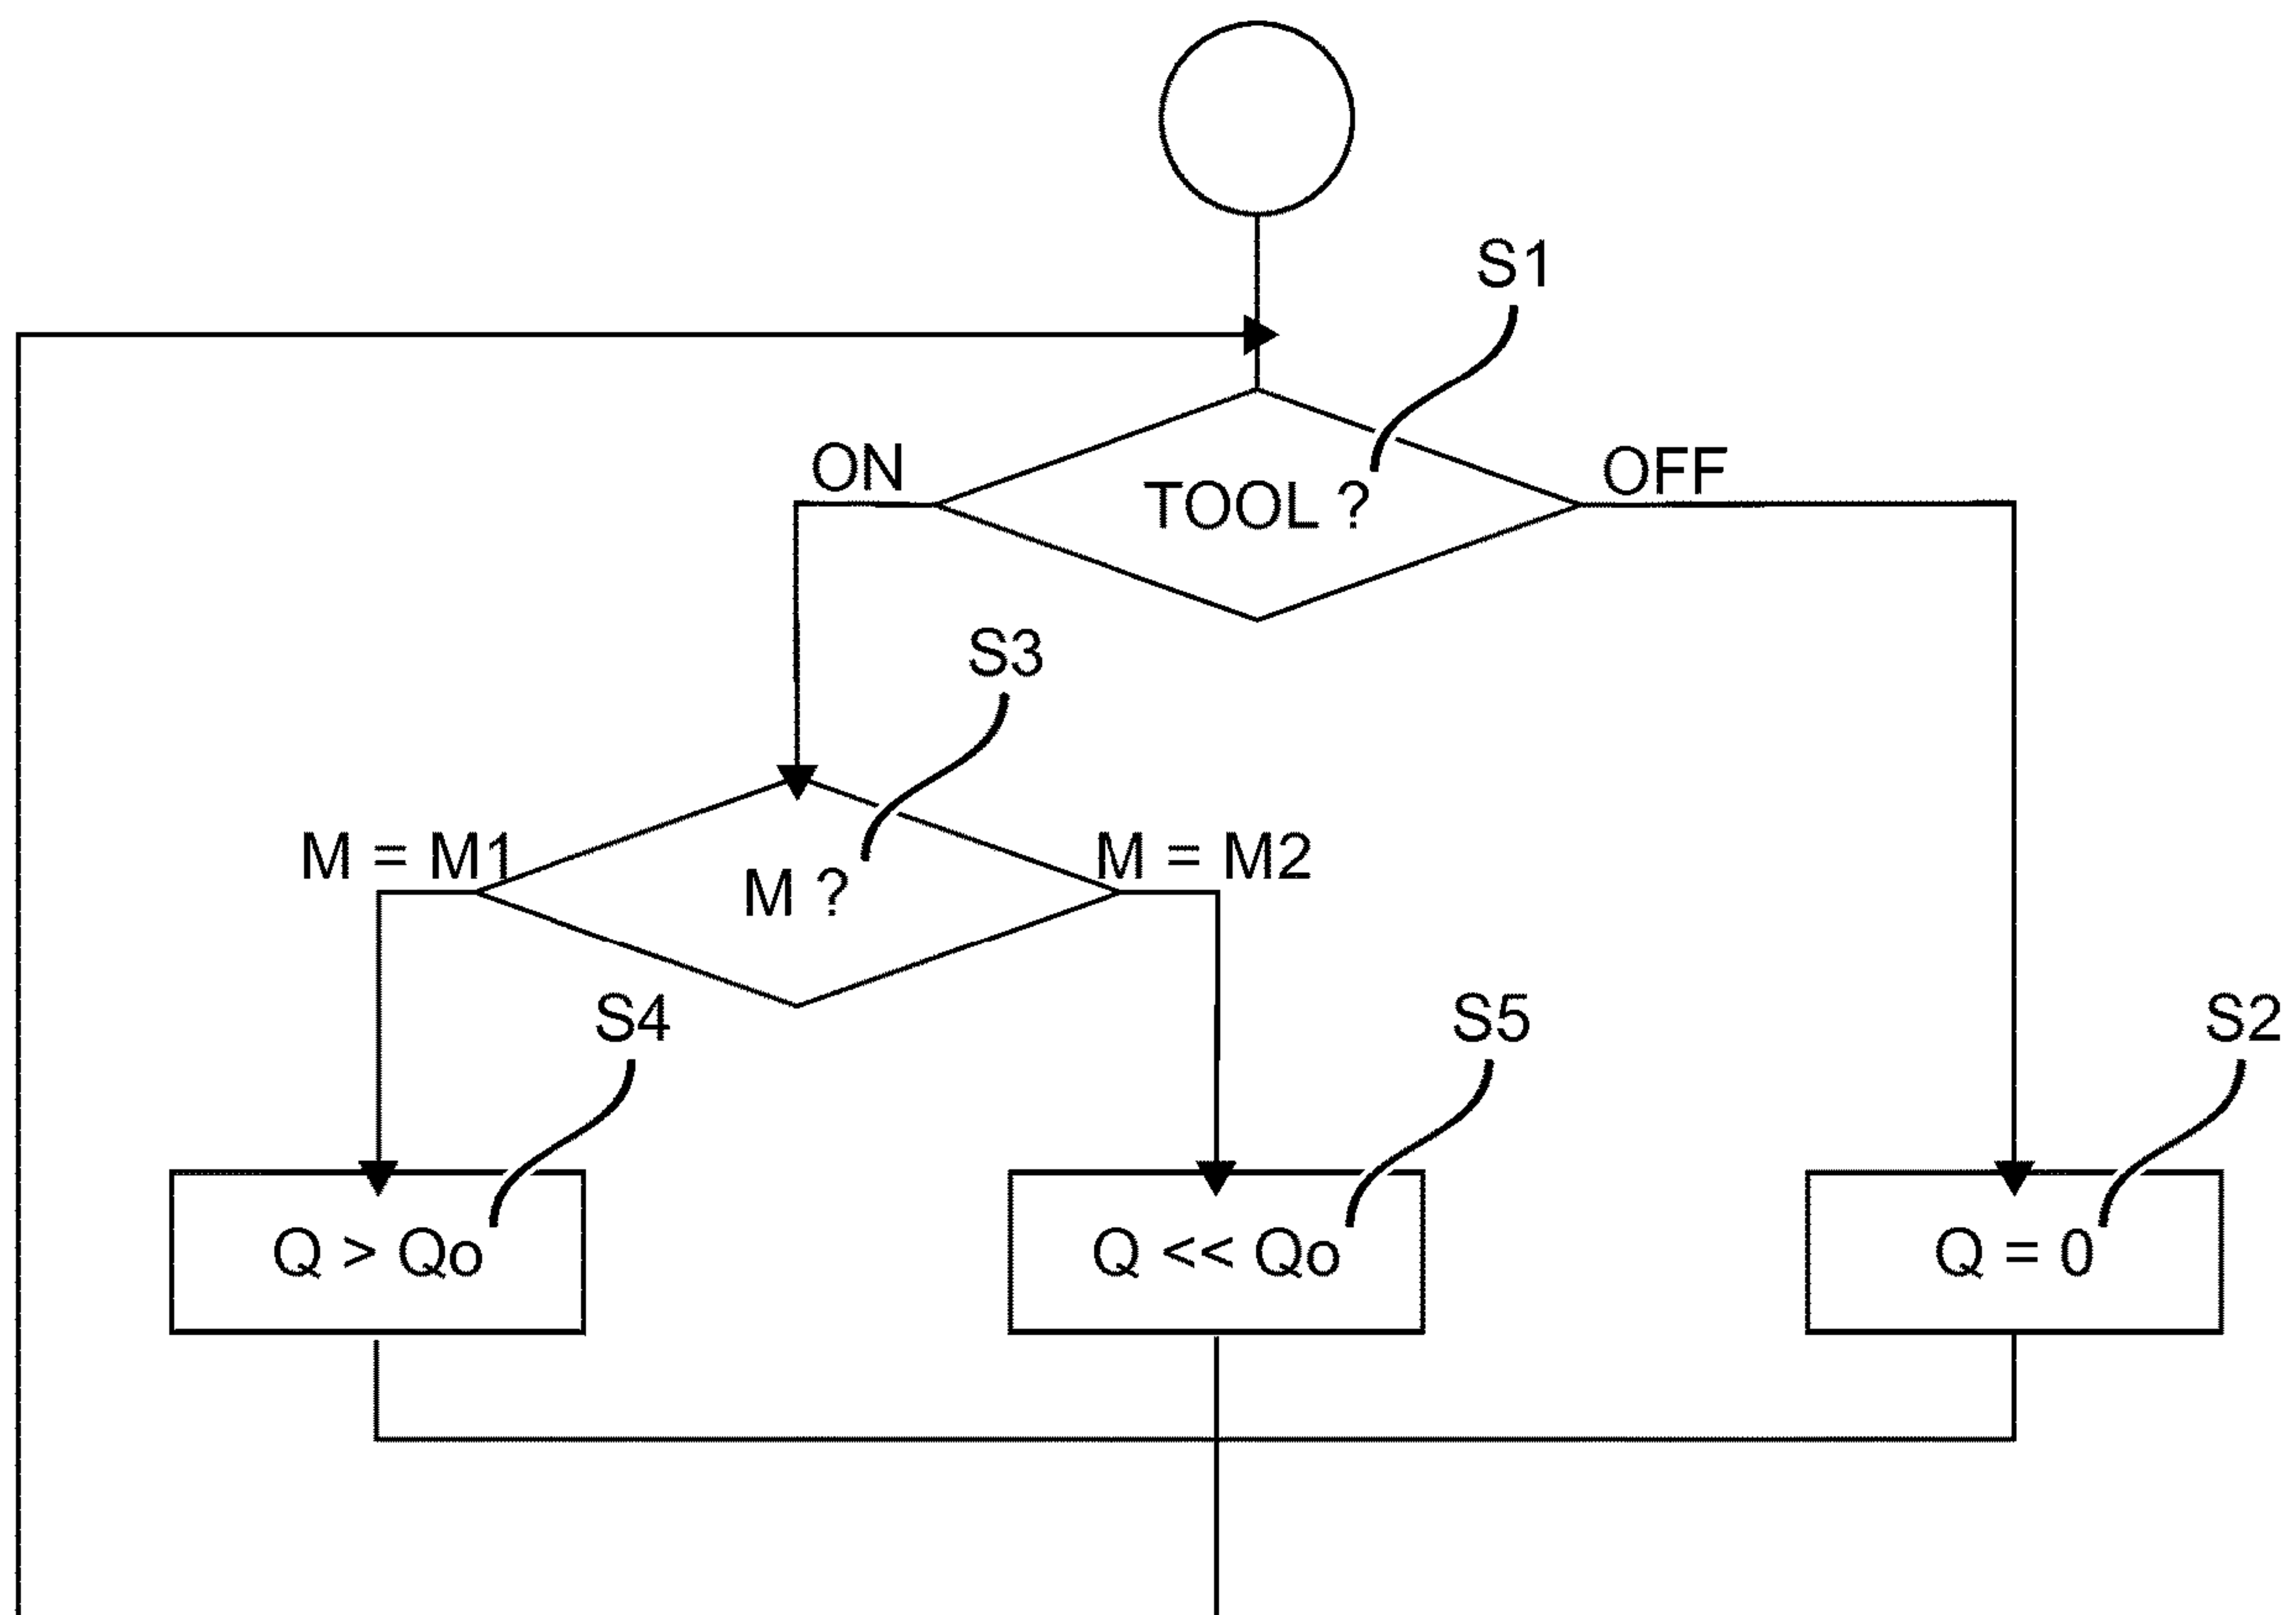 S1
ON
OFF
TOOL ?
S3
M = M1
M = M2
M ?
S4
S5
S2
Q > Qo
Q << Qo
Q = 0